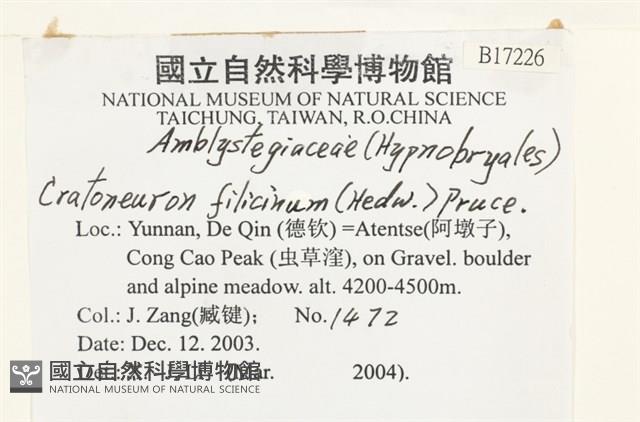 B17226
國立自然科學博物館
NATIONAL MUSEUM OF NATURAL SCIENCE
TAICHUNG, TAIWAN, R.O.CHINA
Amblystegiaceae (Hypnobryales)
Cratoneuron filicinum (Hedw.) Pruce.
Loc.: Yunnan, De Qin (德钦) =Atentse(阿墩子),
Cong Cao Peak (虫草漥), on Gravel. boulder
and alpine meadow. alt. 4200-4500m.
Col.: J. Zang(臧键); No. 1472
Date: Dec. 12. 2003.
2004).
國立自然科學博物館
NATIONAL MUSEUM OF NATURAL SCIENCE